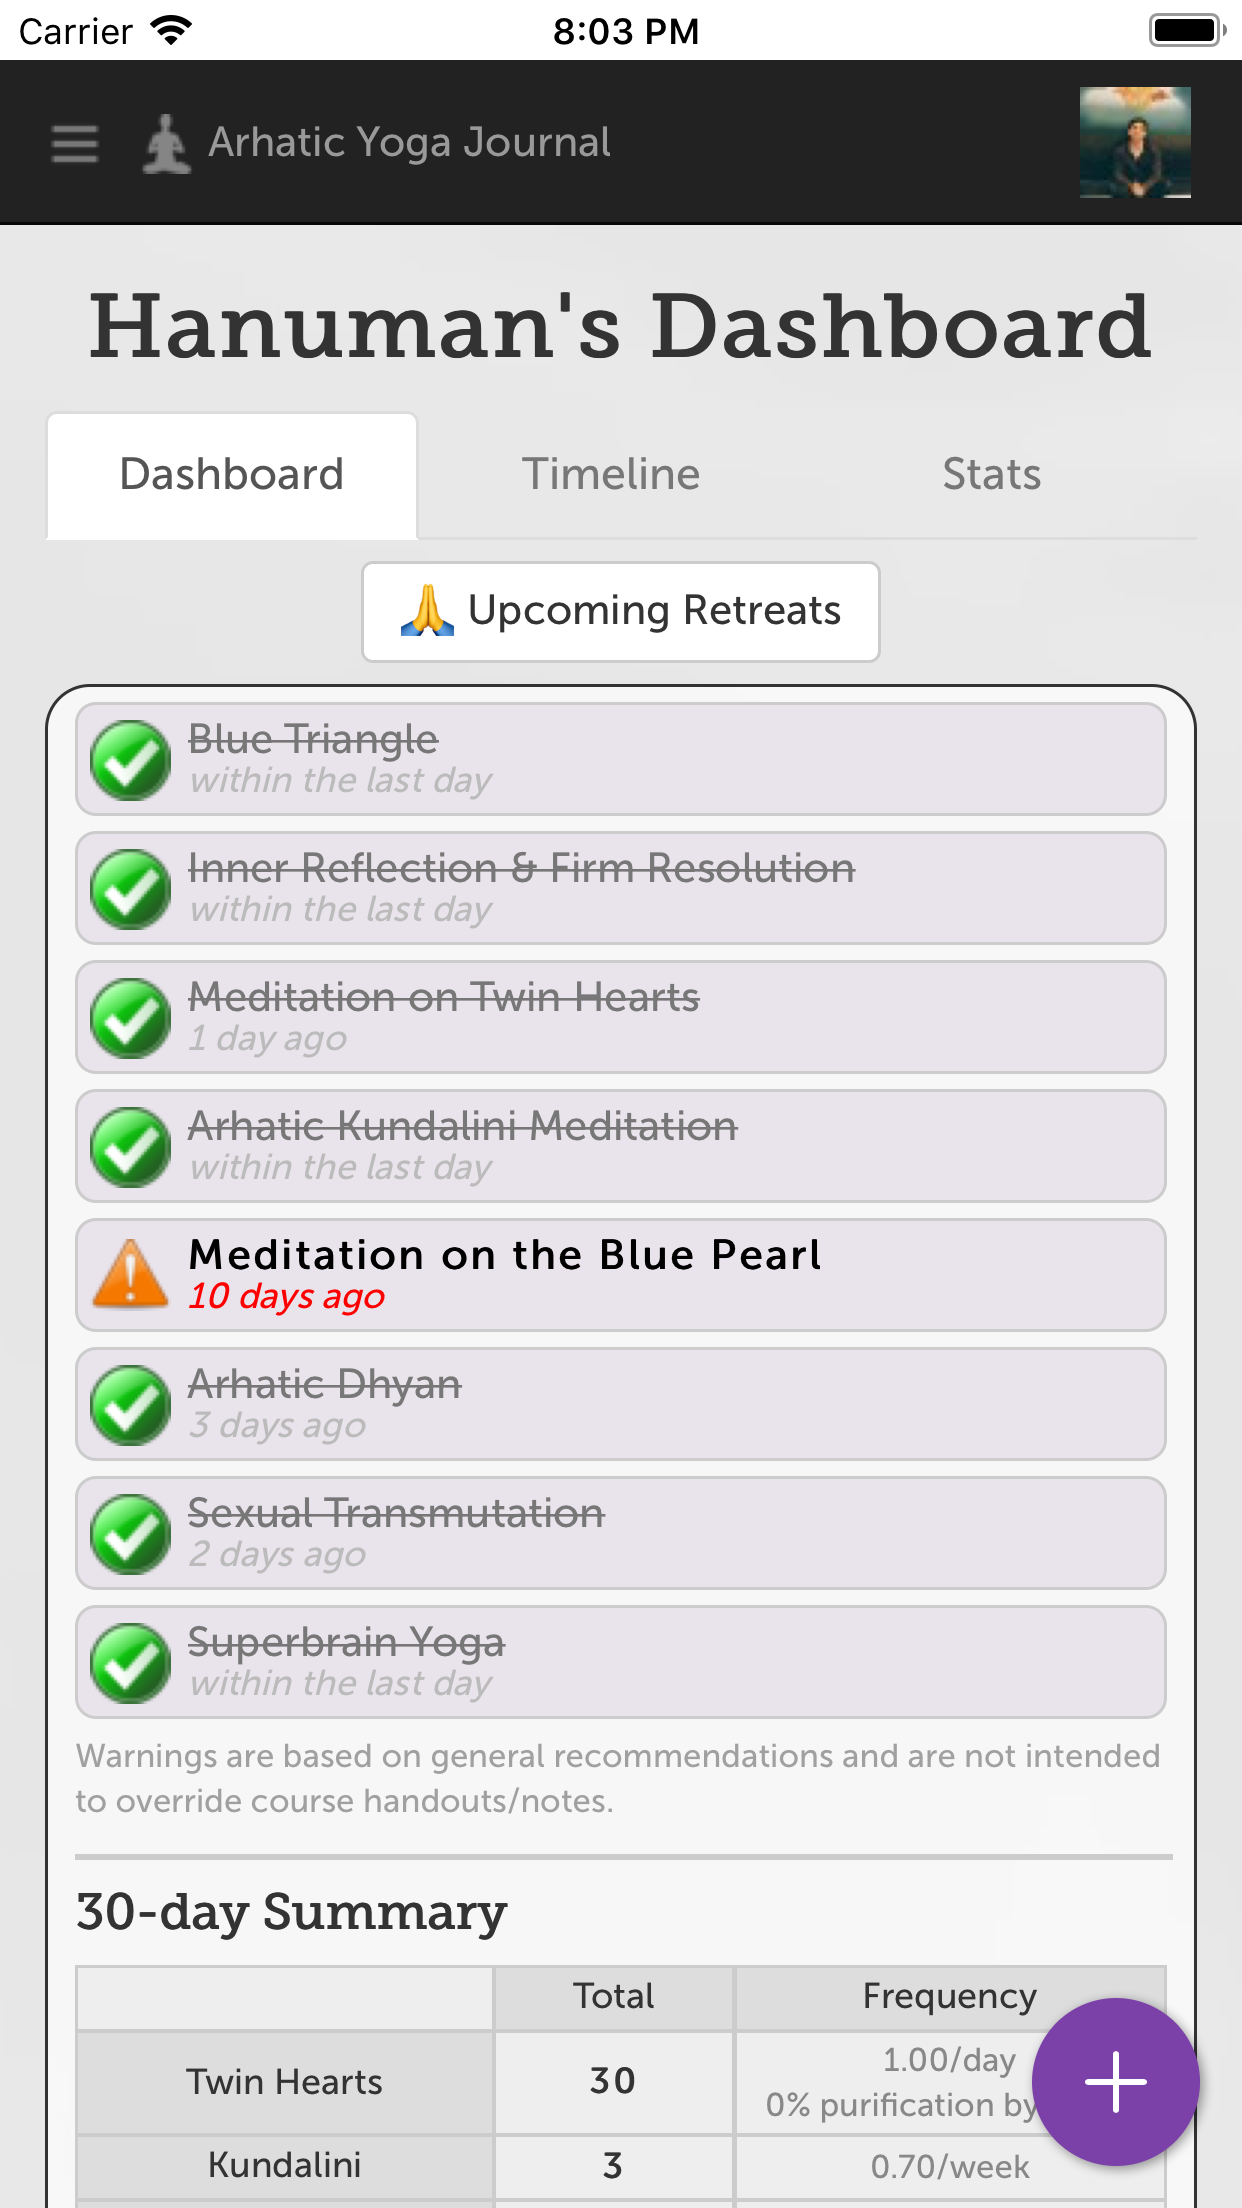 Carrier 8:03 PM
Arhatic Yoga Journal
Hanuman's Dashboard
Dashboard Timeline Stats
🙏 Upcoming Retreats
Blue Triangle
within the last day
Inner Reflection & Firm Resolution
within the last day
Meditation on Twin Hearts
1 day ago
Arhatic Kundalini Meditation
within the last day
Meditation on the Blue Pearl
10 days ago
Arhatic Dhyan
3 days ago
Sexual Transmutation
2 days ago
Superbrain Yoga
within the last day
Warnings are based on general recommendations and are not intended
to override course handouts/notes.
30-day Summary
Total Frequency
Twin Hearts 30 1.00/day
0% purification by
Kundalini 3 0.70/week